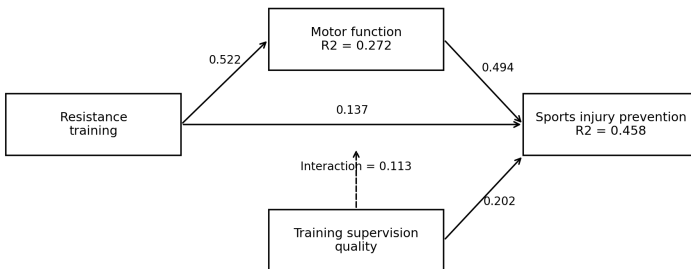 Motor function
R2 = 0.272
0.522
0.494
Resistance
training
0.137
Sports injury prevention
R2 = 0.458
Interaction = 0.113
0.202
Training supervision
quality